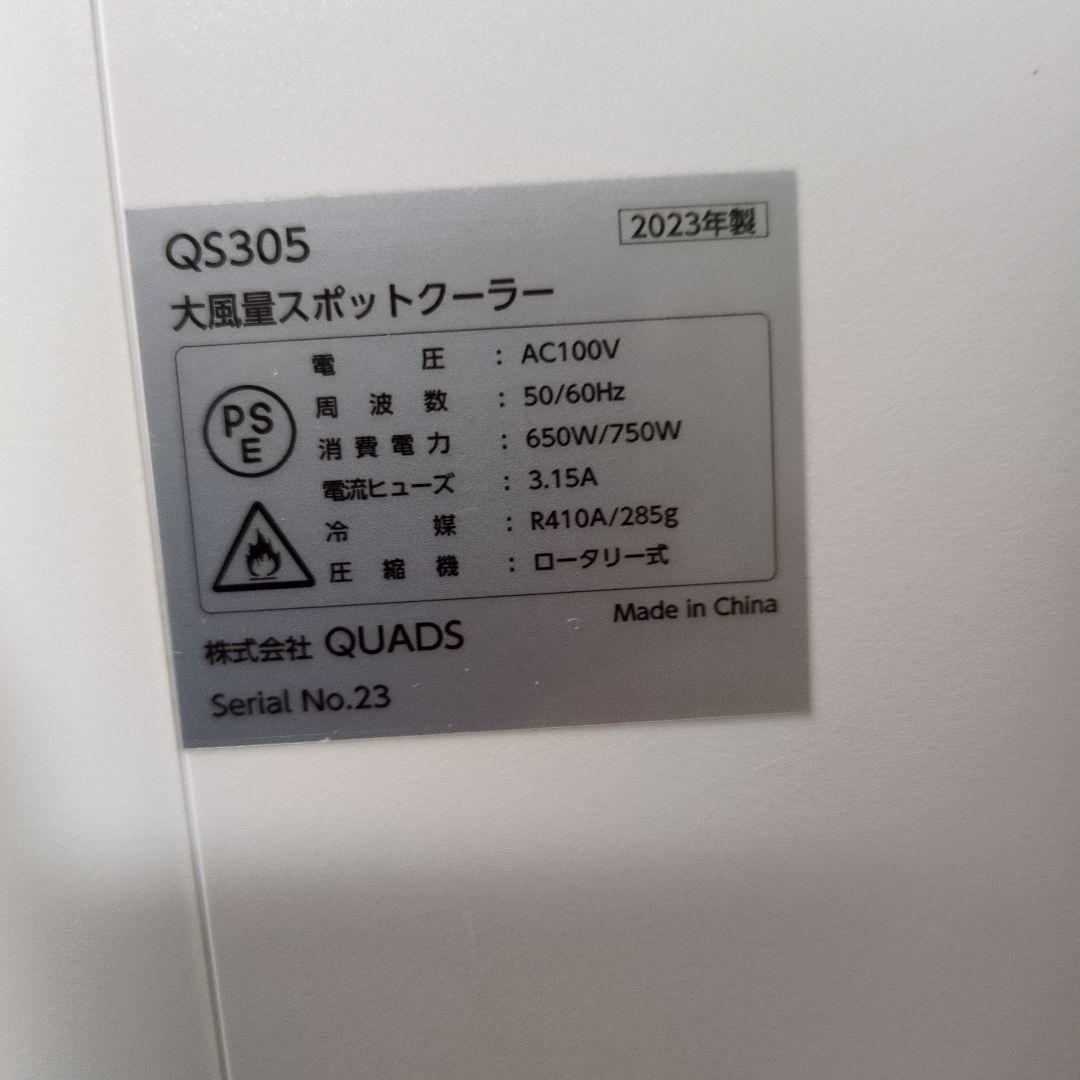 QS305
2023年製
大風量スポットクーラー
電圧：AC100V
周波数：50/60Hz
消費電力：650W/750W
電流ヒューズ：3.15A
冷媒：R410A/285g
圧縮機：ロータリー式
PS
E
Made in China
株式会社 QUADS
Serial No.23